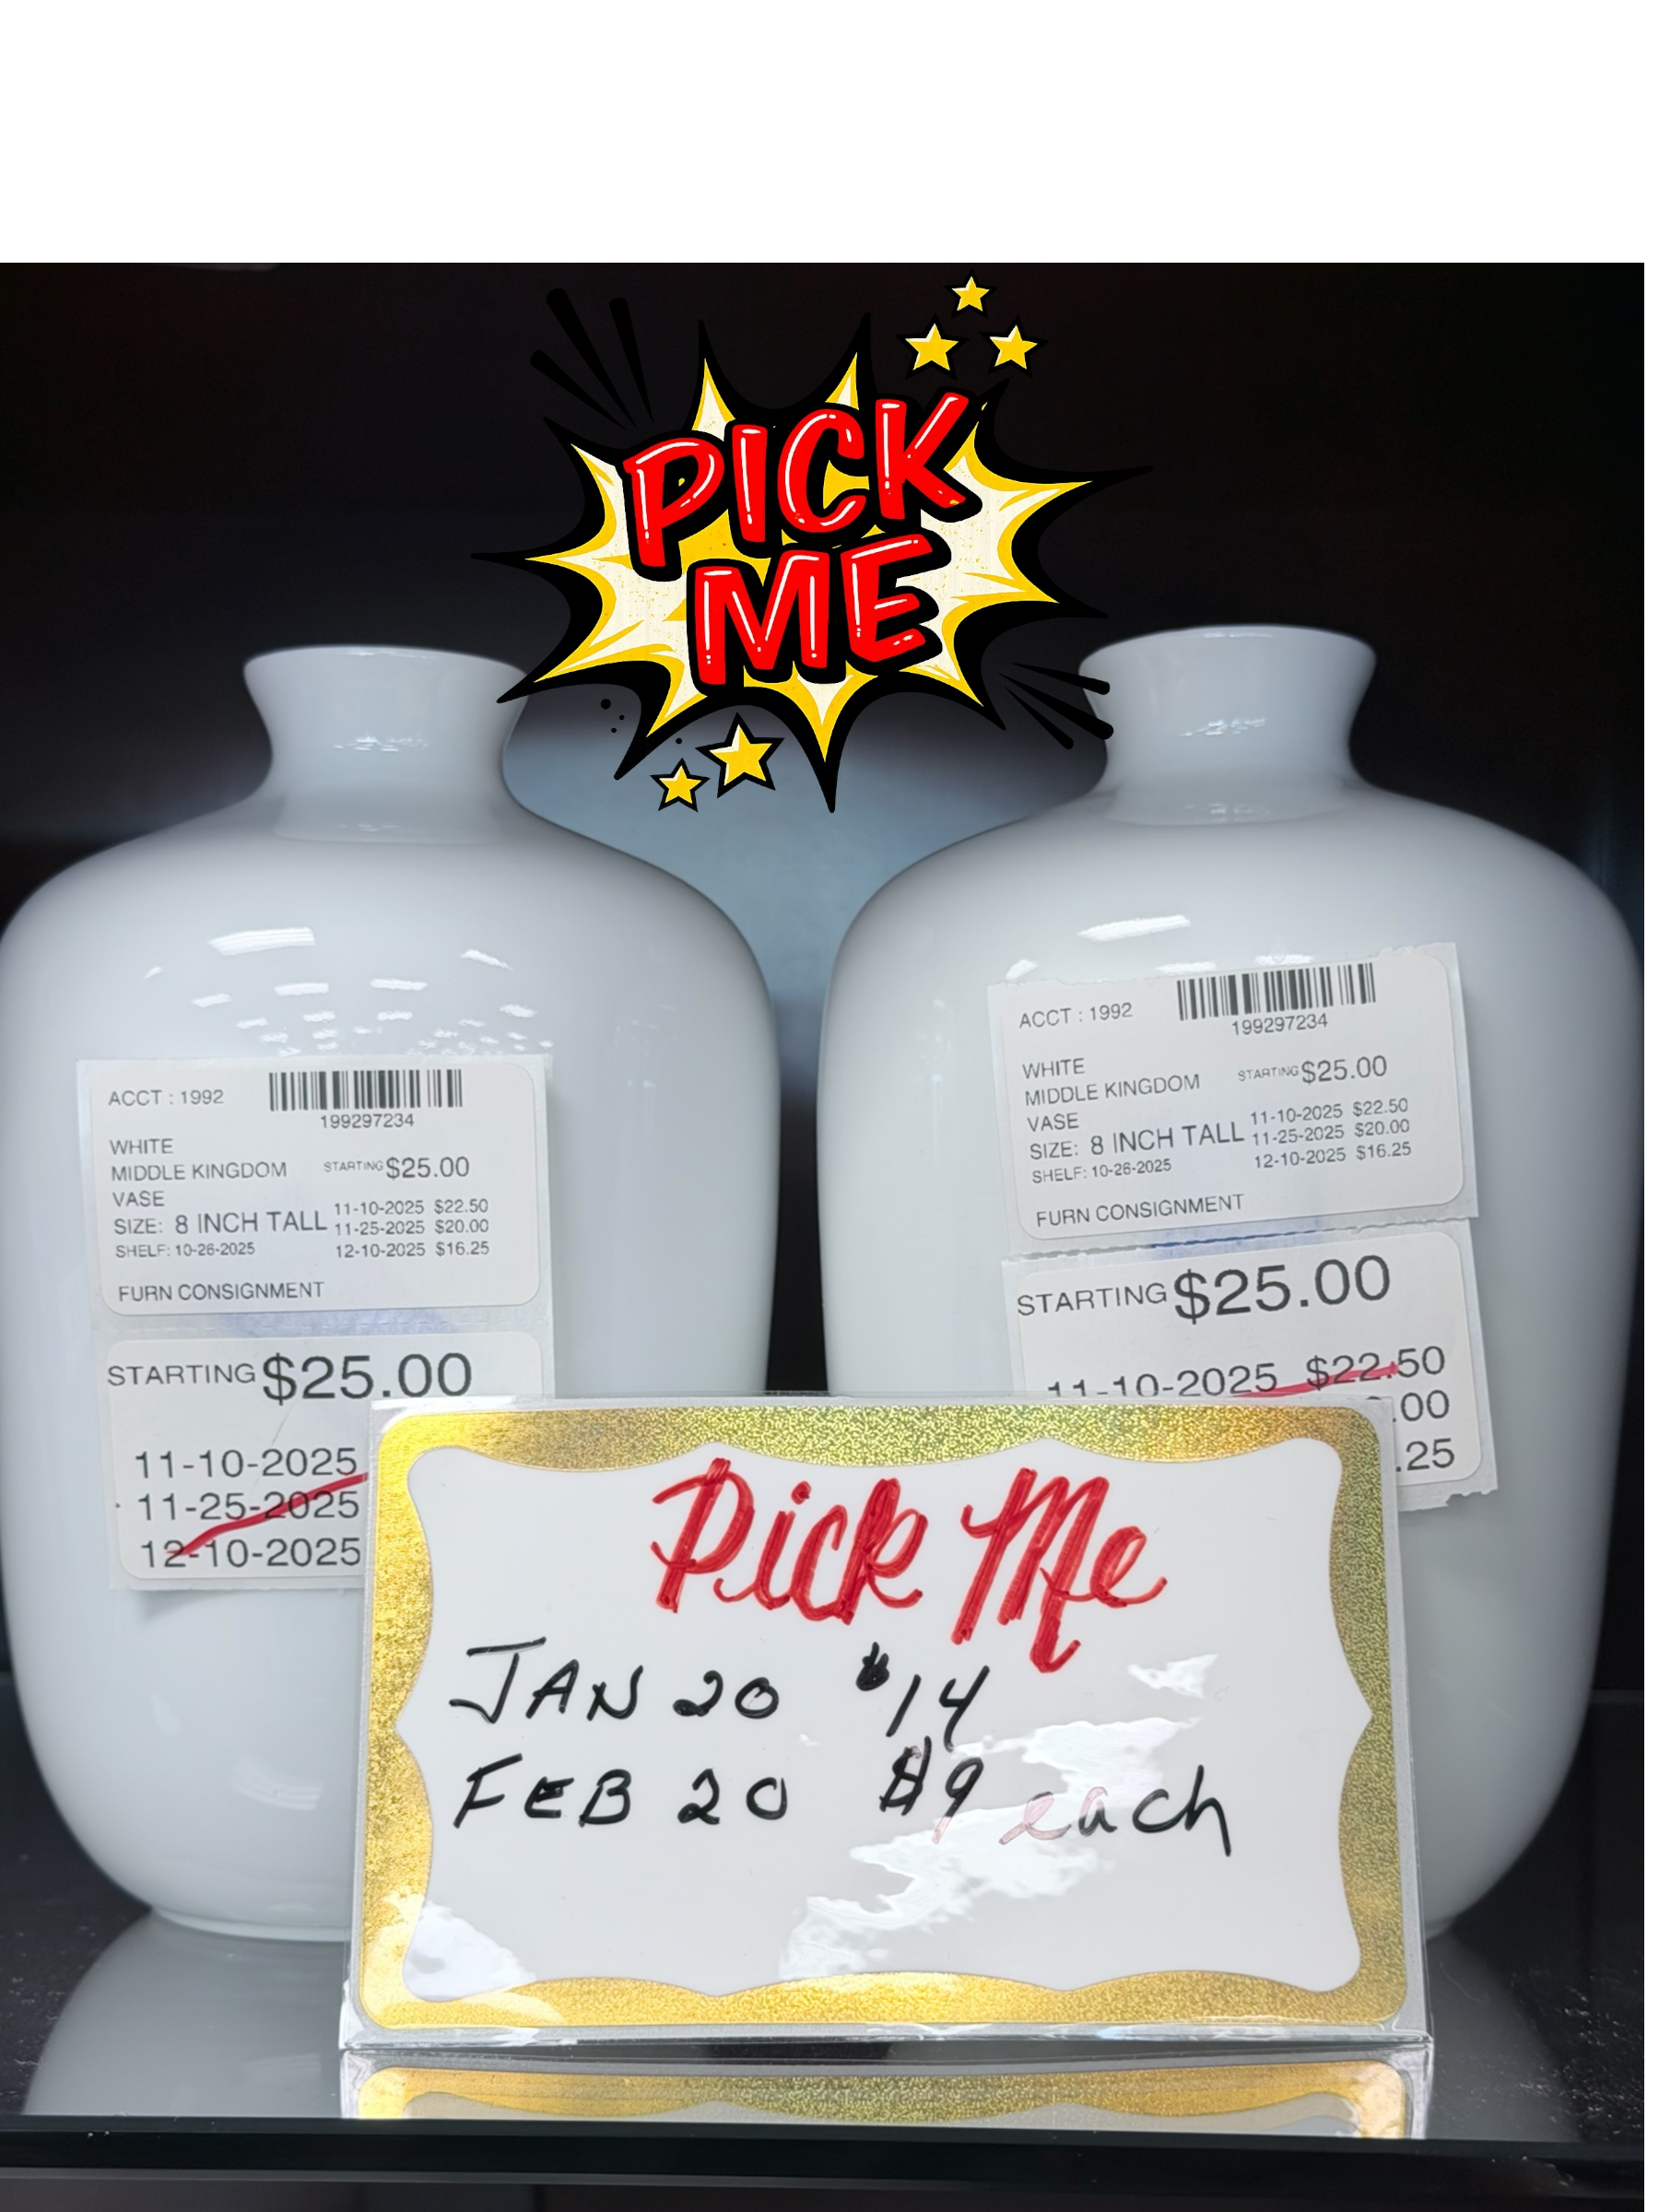 PICK
ME
ACCT : 1992
199297234
WHITE
MIDDLE KINGDOM
VASE
STARTING $25.00
SIZE: 8 INCH TALL
SHELF: 10-26-2025
11-10-2025 $22.50
11-25-2025 $20.00
12-10-2025 $16.25
FURN CONSIGNMENT
STARTING $25.00
11-10-2025
11-25-2025
12-10-2025
ACCT : 1992
199297234
WHITE
MIDDLE KINGDOM
VASE
STARTING $25.00
SIZE: 8 INCH TALL
SHELF: 10-26-2025
11-10-2025 $22.50
11-25-2025 $20.00
12-10-2025 $16.25
FURN CONSIGNMENT
STARTING $25.00
11-10-2025 $22.50
.00
.25
Pick Me
JAN 20 $14
FEB 20 $9 each